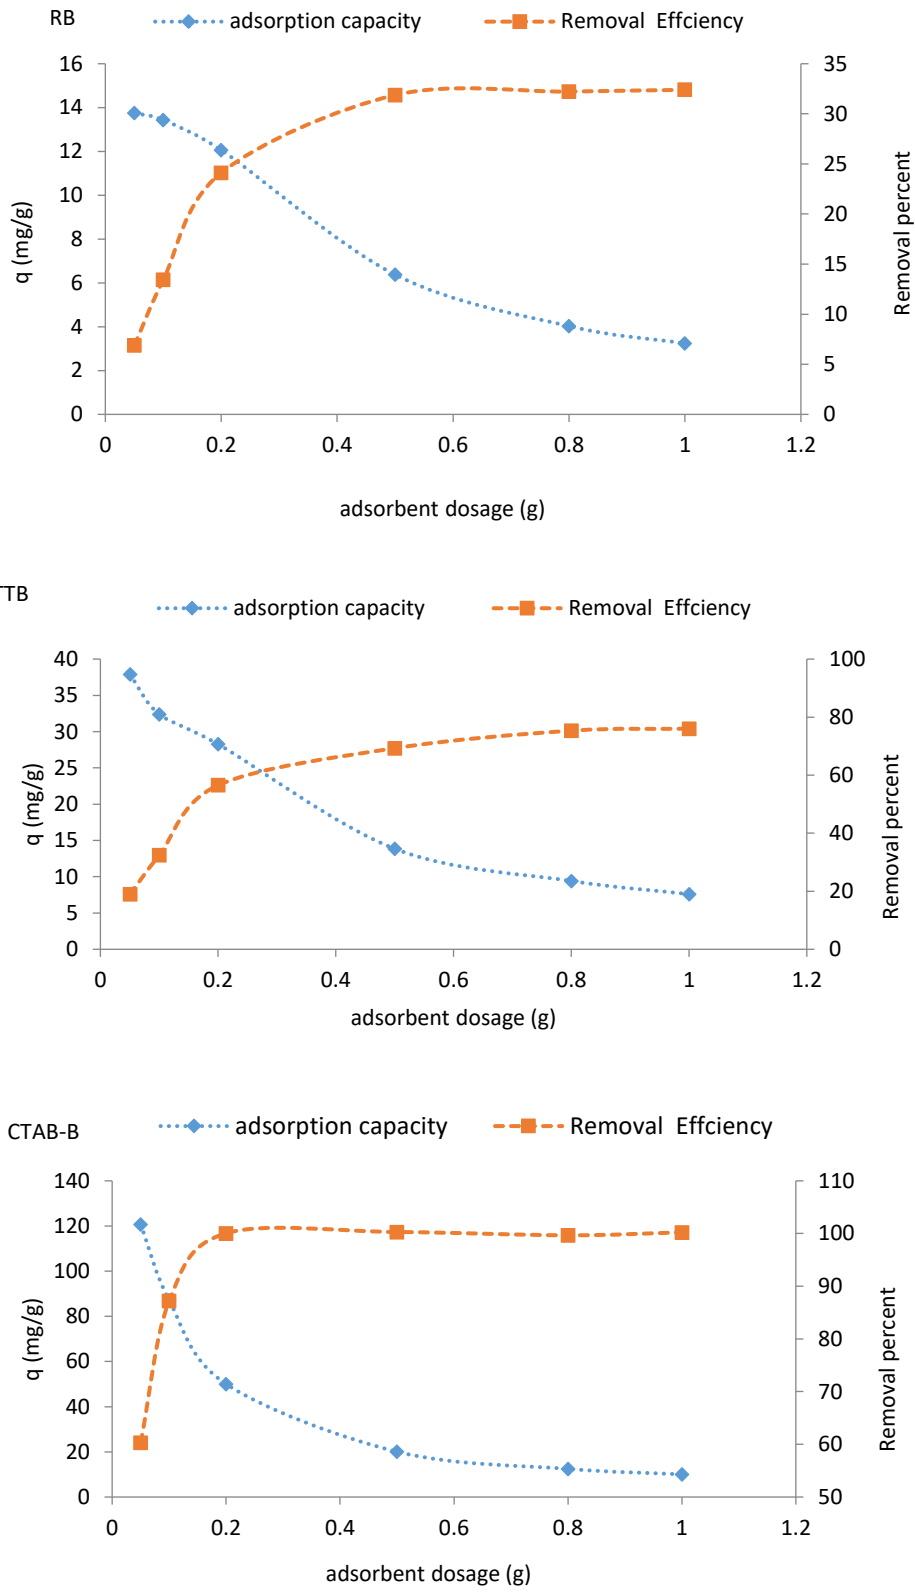 RB
adsorption capacity Removal Effciency
16 35
14 30
12 25
10 20
8 15
6 10
4 5
2 0
0
q (mg/g)
Removal percent
0 0.2 0.4 0.6 0.8 1 1.2
adsorbent dosage (g)
TTB
adsorption capacity Removal Effciency
40 100
35 80
30 60
25 40
20 20
15 0
10
5
0
q (mg/g)
Removal percent
0 0.2 0.4 0.6 0.8 1 1.2
adsorbent dosage (g)
CTAB-B
adsorption capacity Removal Effciency
140 110
120 100
100 90
80 80
60 70
40 60
20 50
0
q (mg/g)
Removal percent
0 0.2 0.4 0.6 0.8 1 1.2
adsorbent dosage (g)